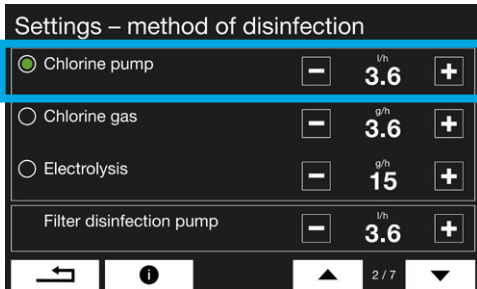 Settings – method of disinfection
Chlorine pump − l/h 3.6 +
Chlorine gas − g/h 3.6 +
Electrolysis − g/h 15 +
Filter disinfection pump − l/h 3.6 +
i 2/7